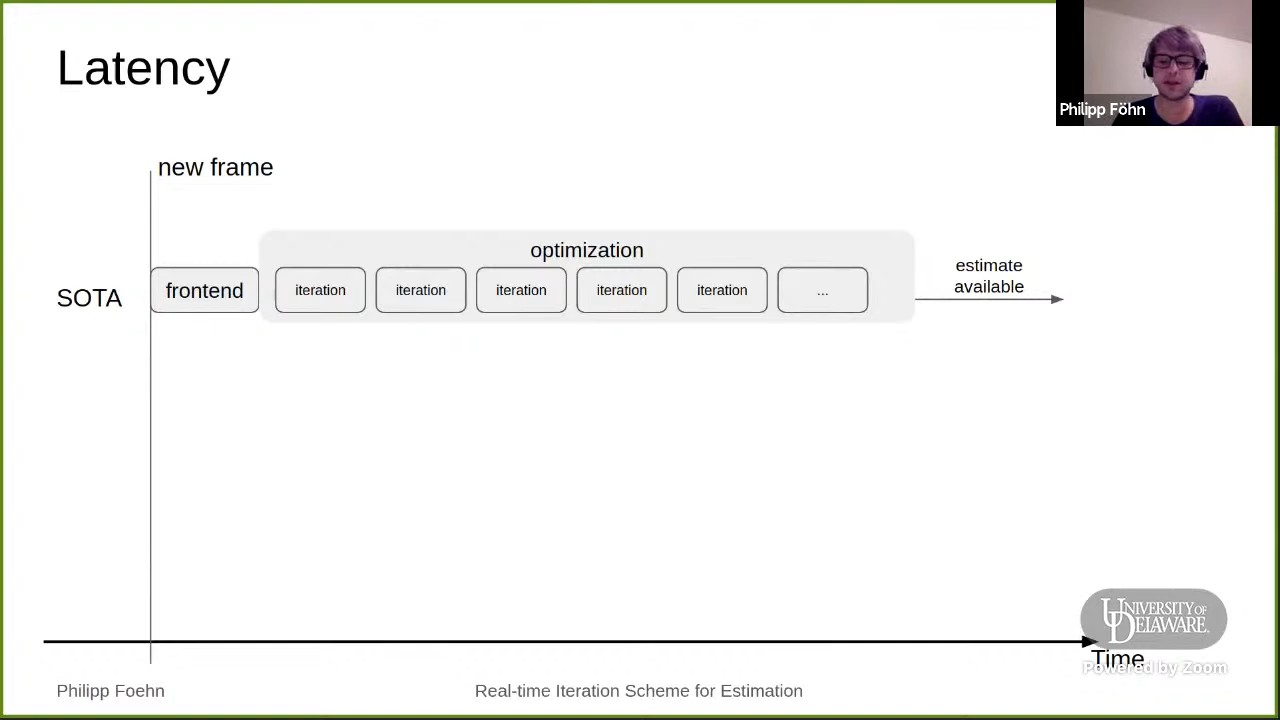 Latency
Philipp Föhn
new frame
optimization
SOTA
frontend
iteration
iteration
iteration
iteration
iteration
...
estimate
available
UNIVERSITY OF
DELAWARE.
Time
Powered by Zoom
Philipp Foehn
Real-time Iteration Scheme for Estimation